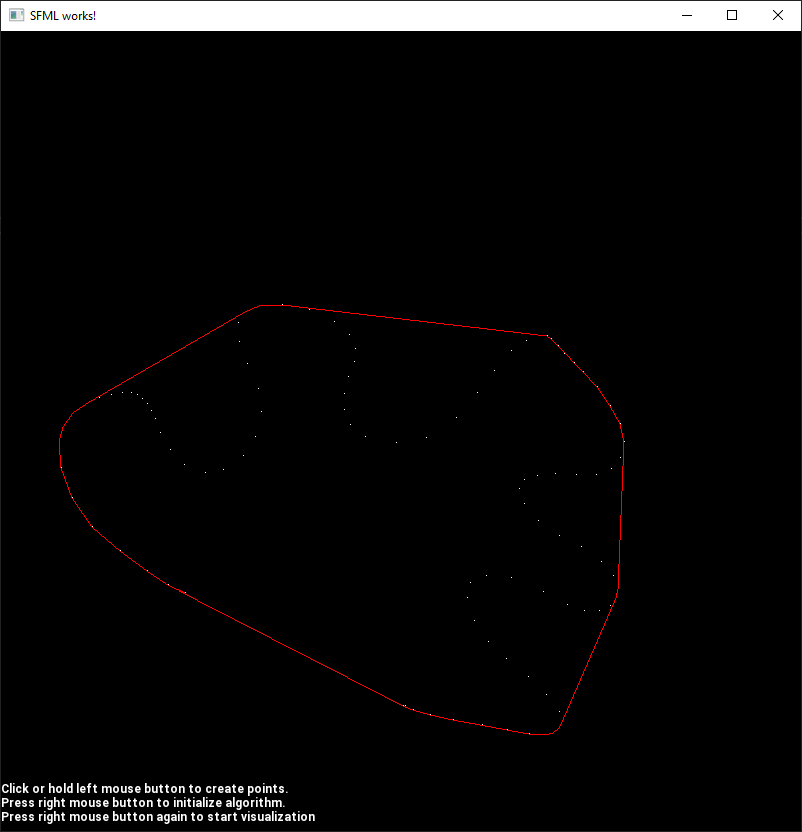 SFML works!
Click or hold left mouse button to create points.
Press right mouse button to initialize algorithm.
Press right mouse button again to start visualization